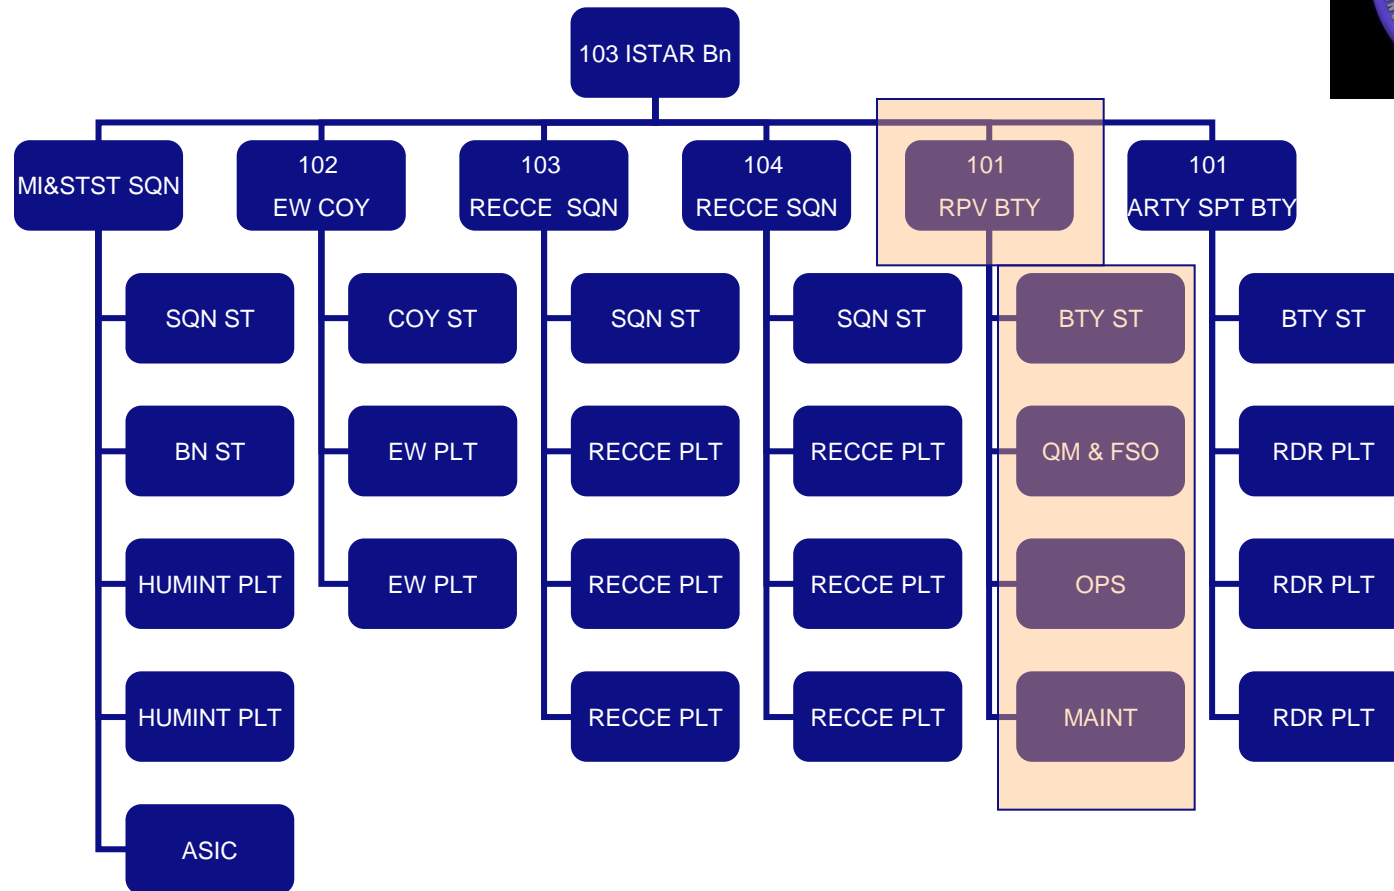 103 ISTAR Bn
MI&STST SQN
102
EW COY
103
RECCE SQN
104
RECCE SQN
101
RPV BTY
101
ARTY SPT BTY
SQN ST
COY ST
SQN ST
SQN ST
BTY ST
BTY ST
BN ST
EW PLT
RECCE PLT
RECCE PLT
QM & FSO
RDR PLT
HUMINT PLT
EW PLT
RECCE PLT
RECCE PLT
OPS
RDR PLT
HUMINT PLT
RECCE PLT
RECCE PLT
MAINT
RDR PLT
ASIC